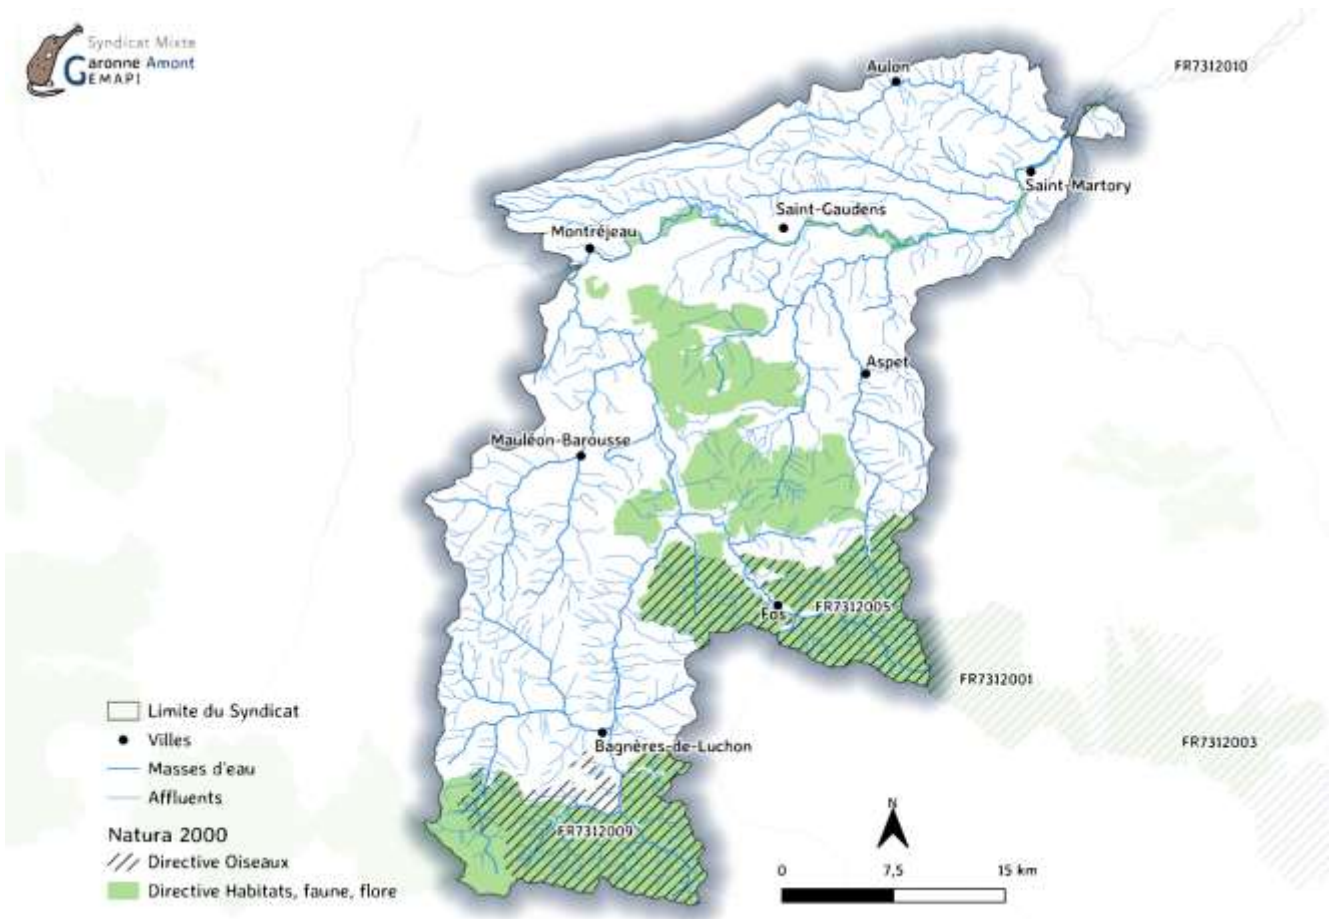 Syndicat Mixte
Garonne Amont
GEMAPI
Aulon
FR7312010
Saint-Martory
Saint-Gaudens
Montréjeau
Aspet
Mauléon-Barousse
Fos
FR7312005
FR7312001
FR7312003
Bagnères-de-Luchon
FR7312009
Limite du Syndicat
Villes
Masses d'eau
Affluents
Natura 2000
Directive Oiseaux
Directive Habitats, faune, flore
N
0 7,5 15 km